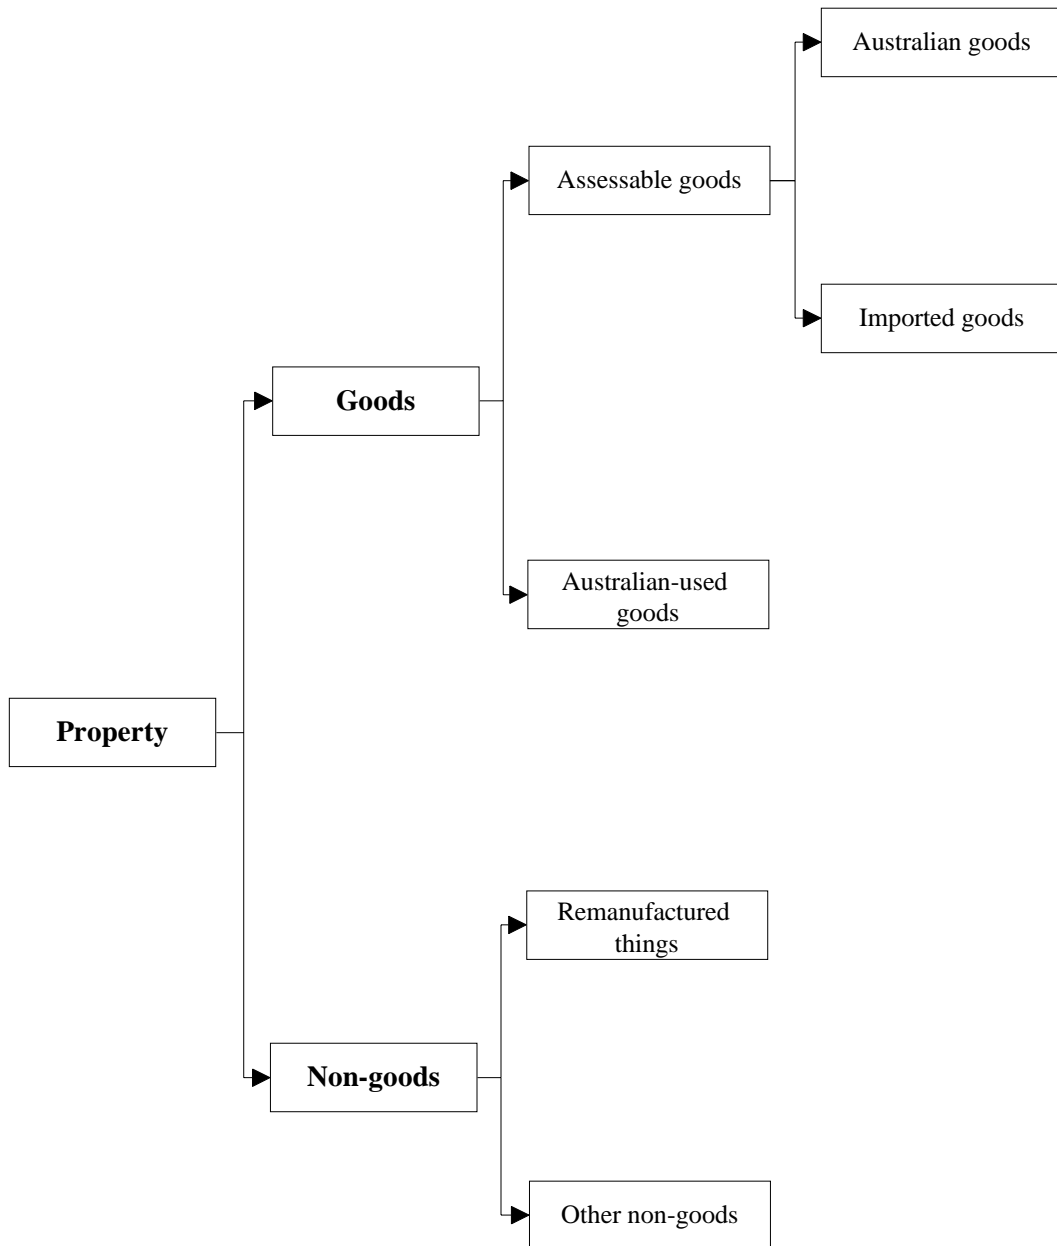 Australian goods
Assessable goods
Imported goods
Goods
Australian-used
goods
Property
Remanufactured
things
Non-goods
Other non-goods